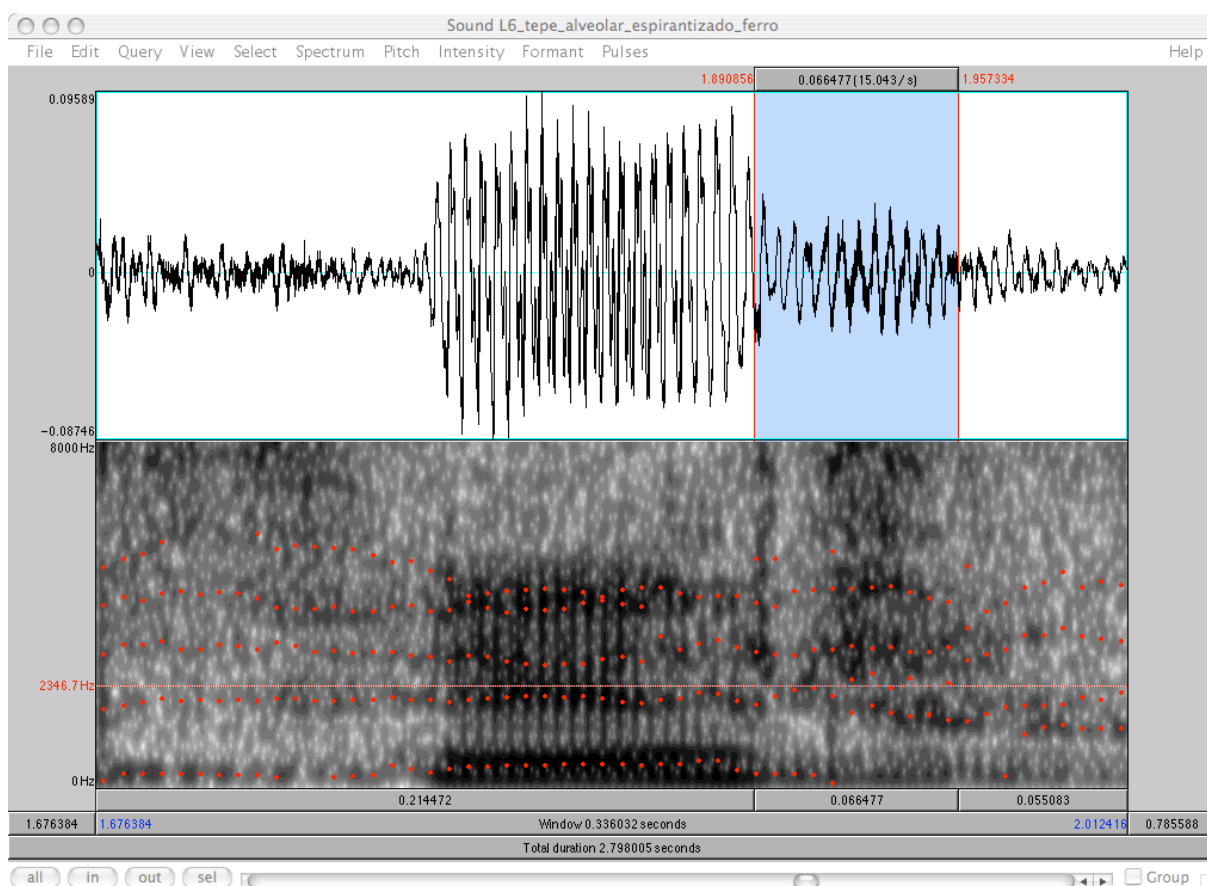 Sound L6_tepe_alveolar_espirantizado_ferro
File Edit Query View Select Spectrum Pitch Intensity Formant Pulses Help
1.890856 0.066477 (15.043 / s) 1.957334
0.09589
0
-0.08746
8000 Hz
2346.7 Hz
0 Hz
0.214472 0.066477 0.055083
1.676384 1.676384 Window 0.336032 seconds 2.012416 0.785588
Total duration 2.798005 seconds
all in out sel Group